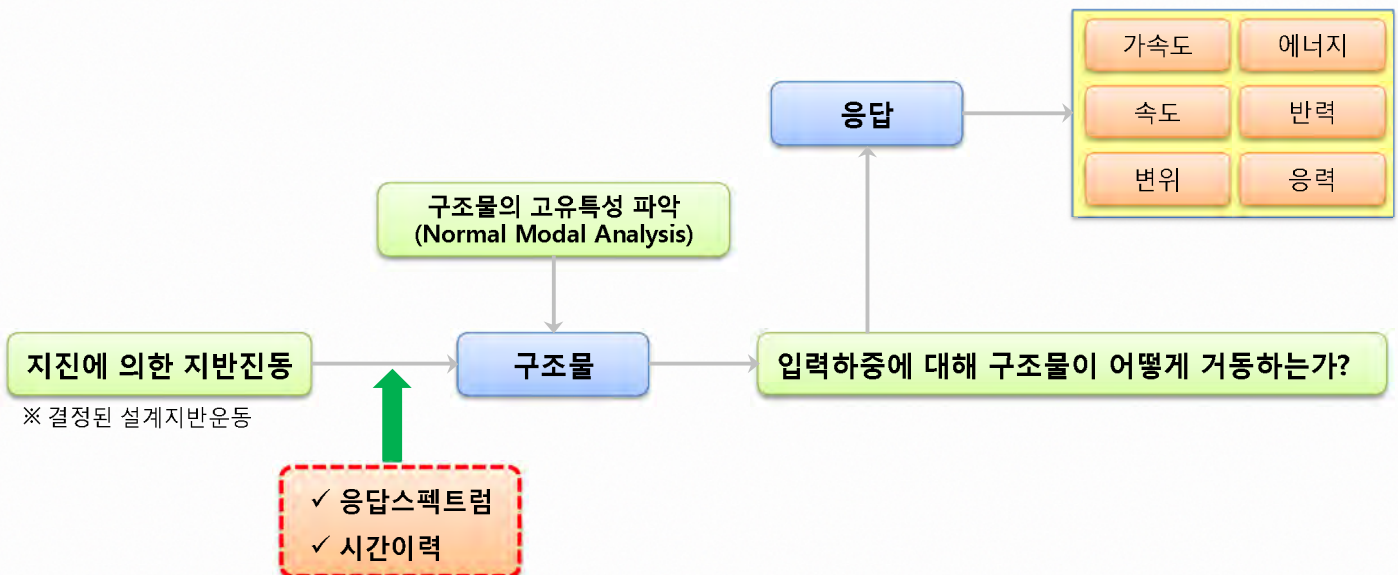 가속도
에너지
응답
속도
반력
변위
응력
구조물의 고유특성 파악
(Normal Modal Analysis)
지진에 의한 지반진동
구조물
입력하중에 대해 구조물이 어떻게 거동하는가?
※ 결정된 설계지반운동
✓ 응답스펙트럼
✓ 시간이력